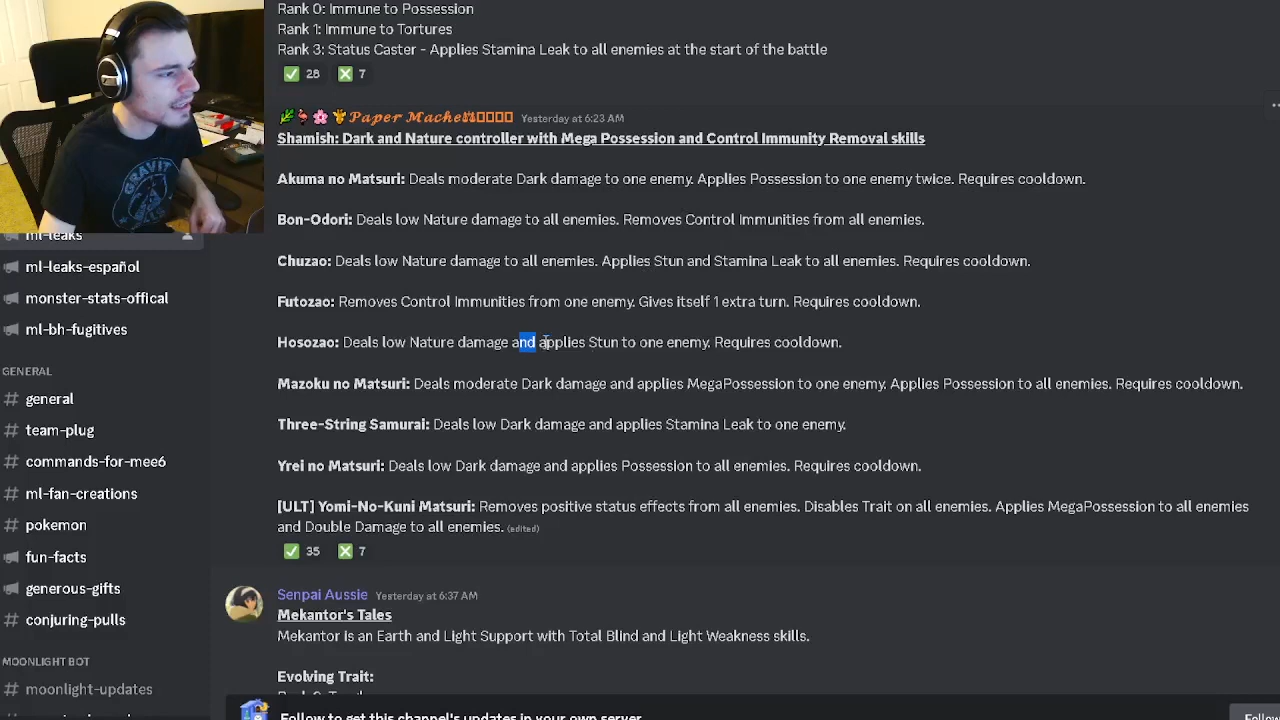 Rank 0: Immune to Possession
Rank 1: Immune to Tortures
Rank 3: Status Caster - Applies Stamina Leak to all enemies at the start of the battle
28 7
Paper Mache Yesterday at 6:23 AM
Shamish: Dark and Nature controller with Mega Possession and Control Immunity Removal skills
Akuma no Matsuri: Deals moderate Dark damage to one enemy. Applies Possession to one enemy twice. Requires cooldown.
Bon-Odori: Deals low Nature damage to all enemies. Removes Control Immunities from all enemies.
Chuzao: Deals low Nature damage to all enemies. Applies Stun and Stamina Leak to all enemies. Requires cooldown.
Futozao: Removes Control Immunities from one enemy. Gives itself 1 extra turn. Requires cooldown.
Hosozao: Deals low Nature damage and applies Stun to one enemy. Requires cooldown.
Mazoku no Matsuri: Deals moderate Dark damage and applies MegaPossession to one enemy. Applies Possession to all enemies. Requires cooldown.
Three-String Samurai: Deals low Dark damage and applies Stamina Leak to one enemy.
Yrei no Matsuri: Deals low Dark damage and applies Possession to all enemies. Requires cooldown.
[ULT] Yomi-No-Kuni Matsuri: Removes positive status effects from all enemies. Disables Trait on all enemies. Applies MegaPossession to all enemies
and Double Damage to all enemies. (edited)
35 7
Senpai Aussie Yesterday at 6:37 AM
Mekantor's Tales
Mekantor is an Earth and Light Support with Total Blind and Light Weakness skills.
Evolving Trait:
Follow to get this channel's updates in your own server
Follow
ml-leaks
ml-leaks-español
monster-stats-offical
ml-bh-fugitives
GENERAL
general
team-plug
commands-for-mee6
ml-fan-creations
pokemon
fun-facts
generous-gifts
conjuring-pulls
MOONLIGHT BOT
moonlight-updates
GRAVIT